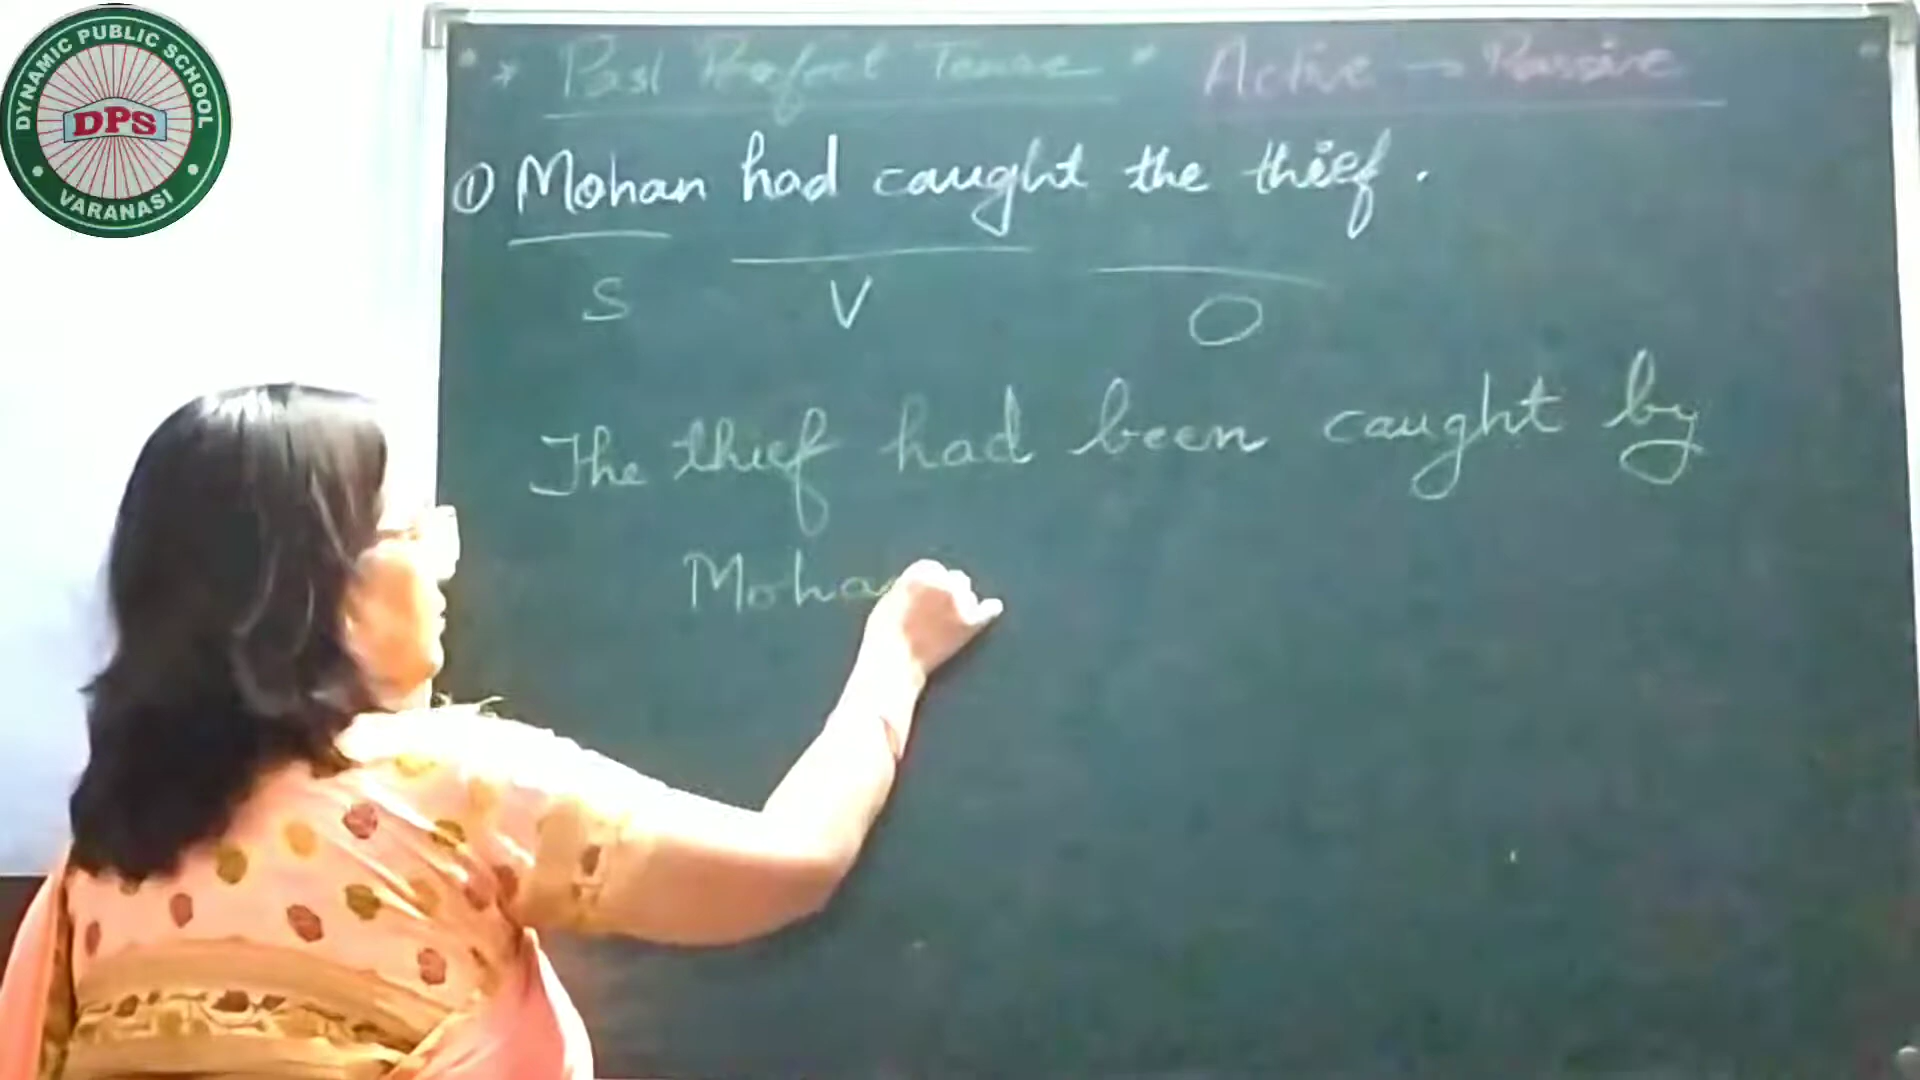 DYNAMIC PUBLIC SCHOOL
DPS
VARANASI
* Past Perfect Tense * Active → Passive
① Mohan had caught the thief.
S V O
The thief had been caught by
Moha